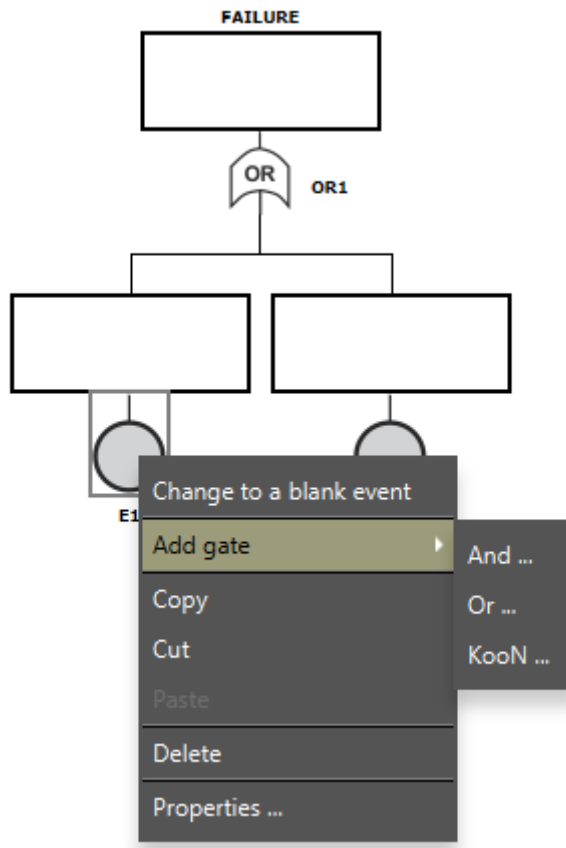 FAILURE
OR
OR1
E1
Change to a blank event
Add gate
And ...
Or ...
KooN ...
Copy
Cut
Paste
Delete
Properties ...